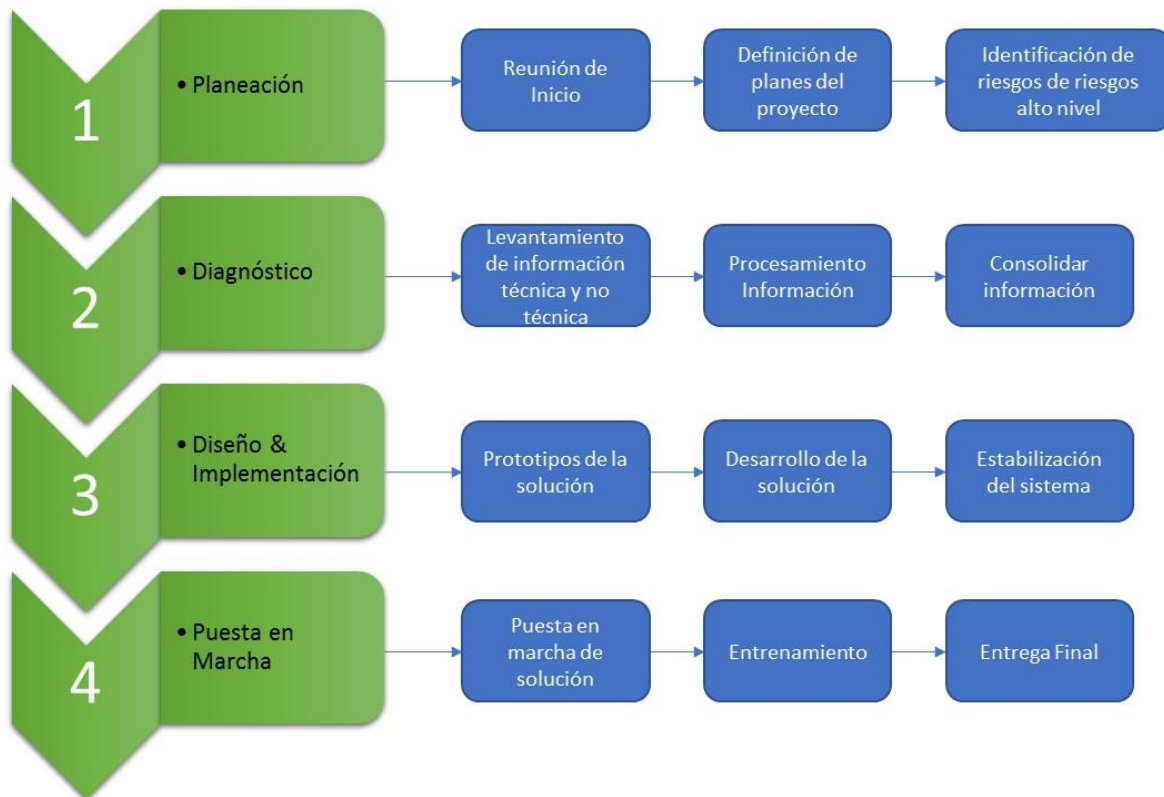 1
• Planeación
Reunión de
Inicio
Definición de
planes del
proyecto
Identificación de
riesgos de riesgos
alto nivel
2
• Diagnóstico
Levantamiento
de información
técnica y no
técnica
Procesamiento
Información
Consolidar
información
3
• Diseño &
Implementación
Prototipos de la
solución
Desarrollo de la
solución
Estabilización
del sistema
4
• Puesta en
Marcha
Puesta en
marcha de
solución
Entrenamiento
Entrega Final